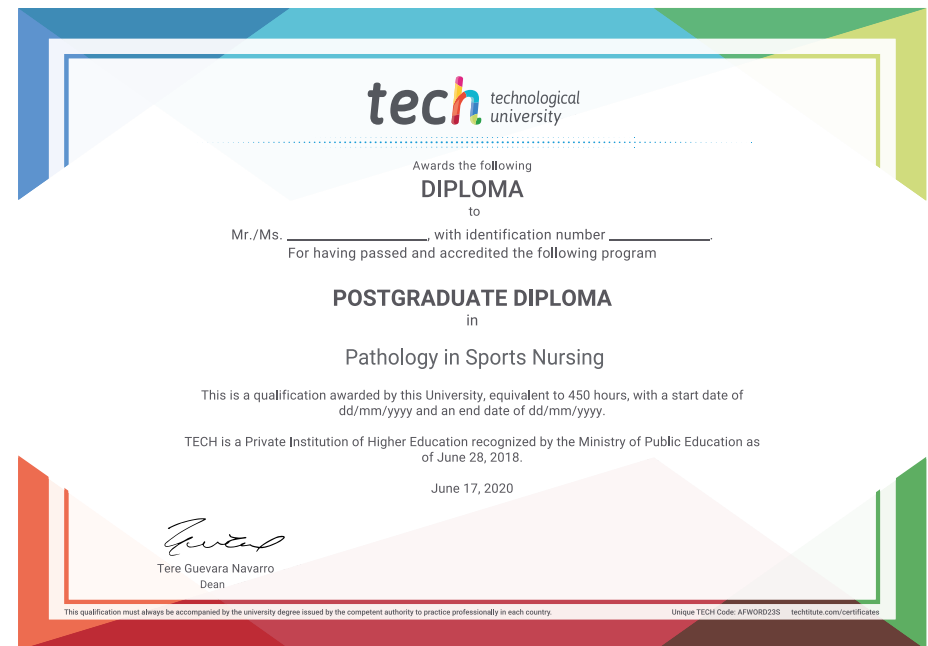 tech technological
university
Awards the following
DIPLOMA
to
Mr./Ms. ____________________, with identification number ______________.
For having passed and accredited the following program
POSTGRADUATE DIPLOMA
in
Pathology in Sports Nursing
This is a qualification awarded by this University, equivalent to 450 hours, with a start date of
dd/mm/yyyy and an end date of dd/mm/yyyy.
TECH is a Private Institution of Higher Education recognized by the Ministry of Public Education as
of June 28, 2018.
June 17, 2020
Tere Guevara Navarro
Dean
This qualification must always be accompanied by the university degree issued by the competent authority to practice professionally in each country. Unique TECH Code: AFWORD23S techtitute.com/certificates